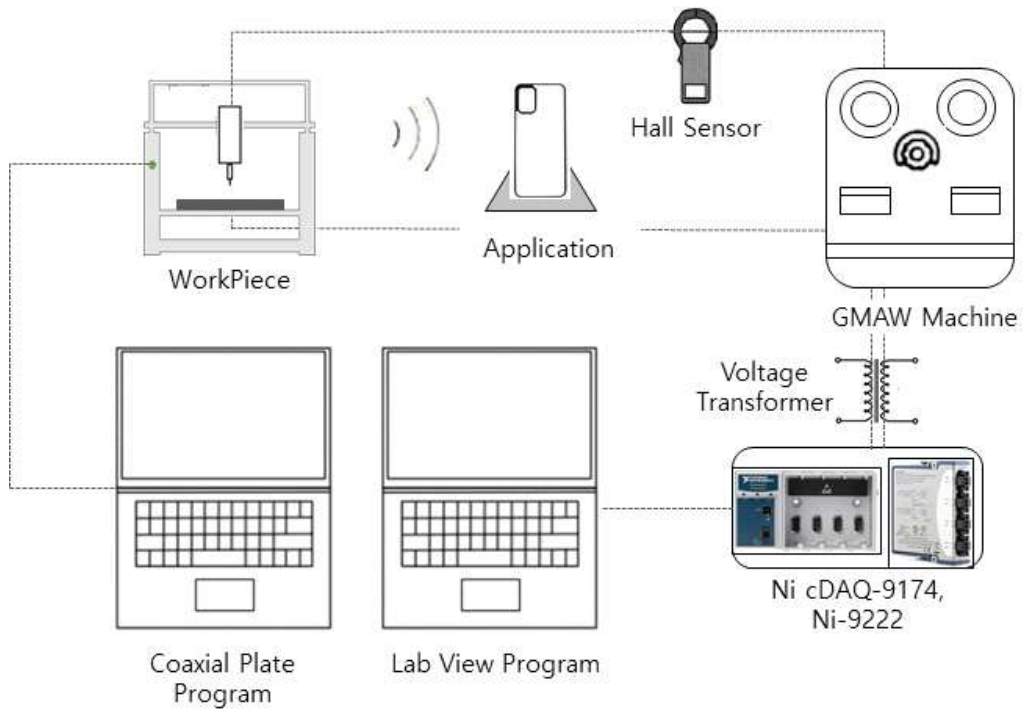 Hall Sensor
Application
WorkPiece
GMAW Machine
Voltage
Transformer
Ni cDAQ-9174,
Ni-9222
Coaxial Plate
Program
Lab View Program